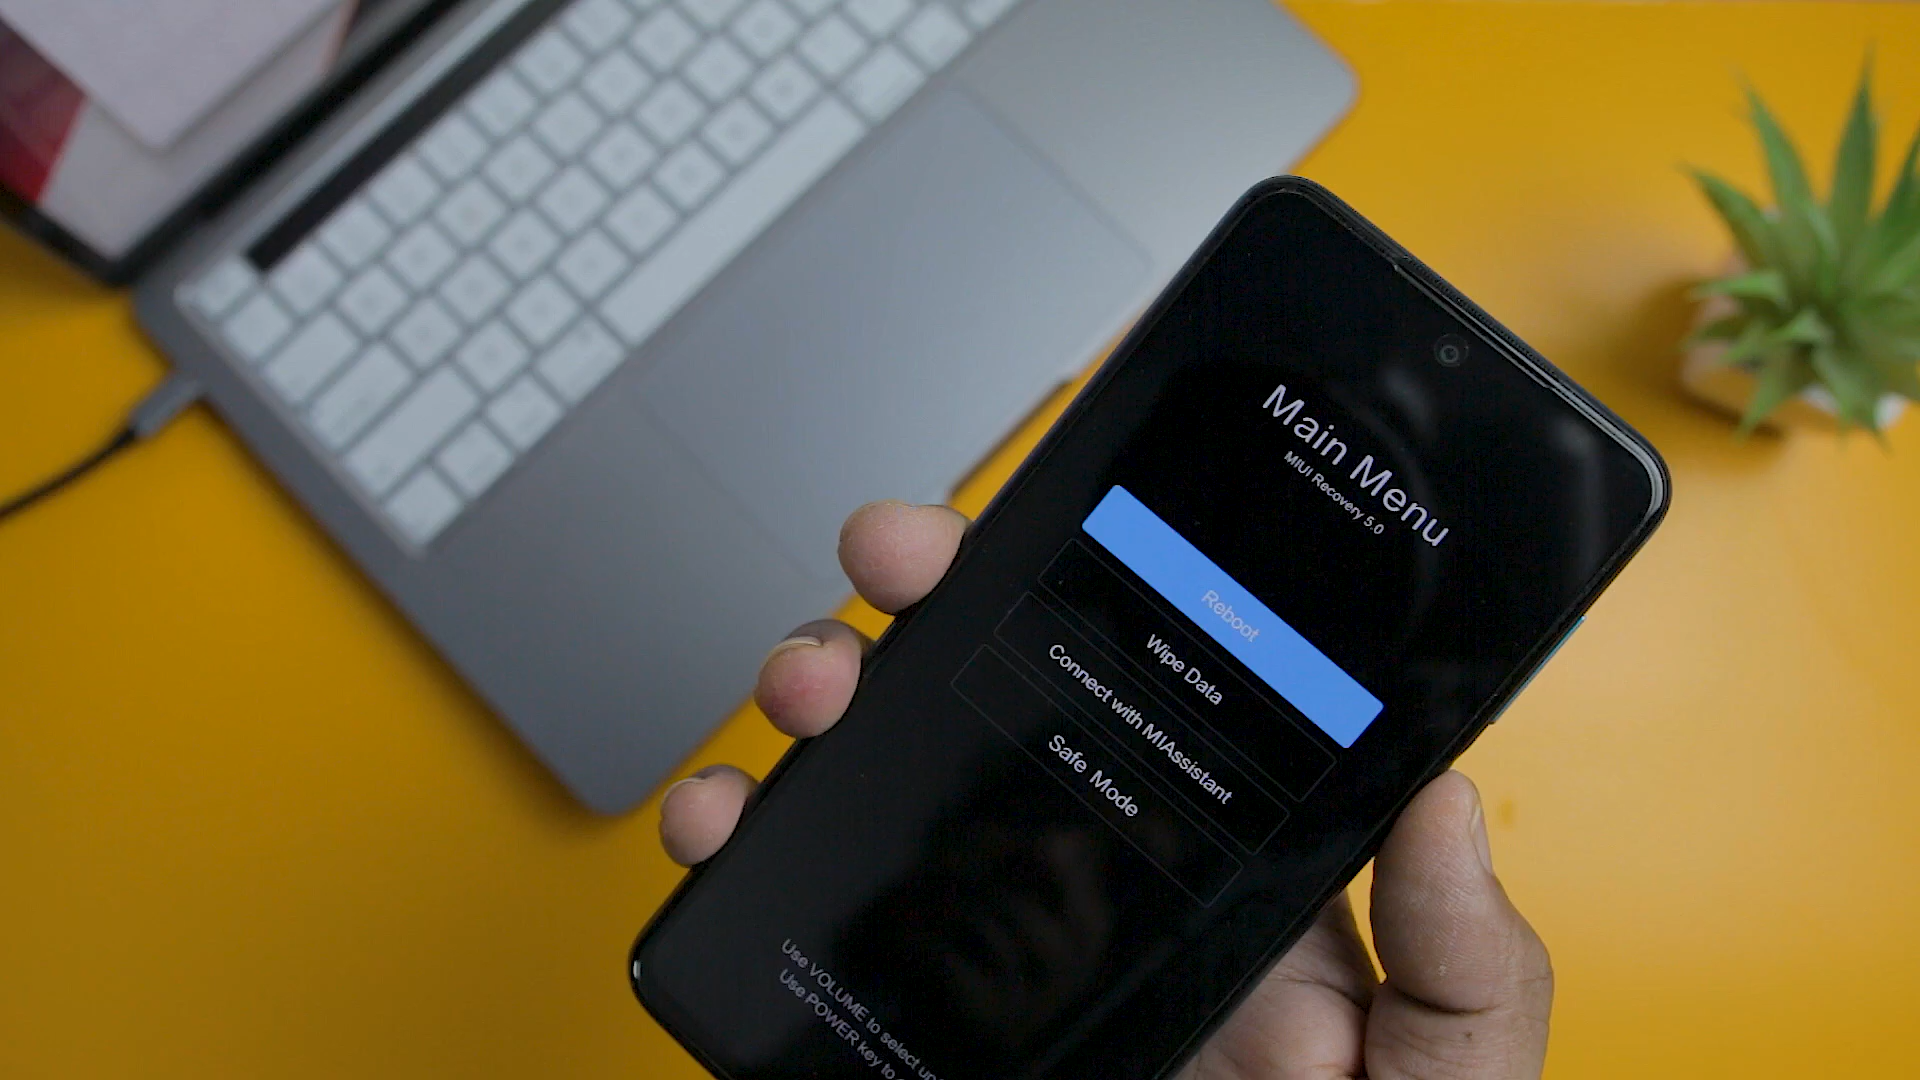 Main Menu
MIUI Recovery 5.0
Reboot
Wipe Data
Connect with MIAssistant
Safe Mode
Use VOLUME to select
Use POWER key to